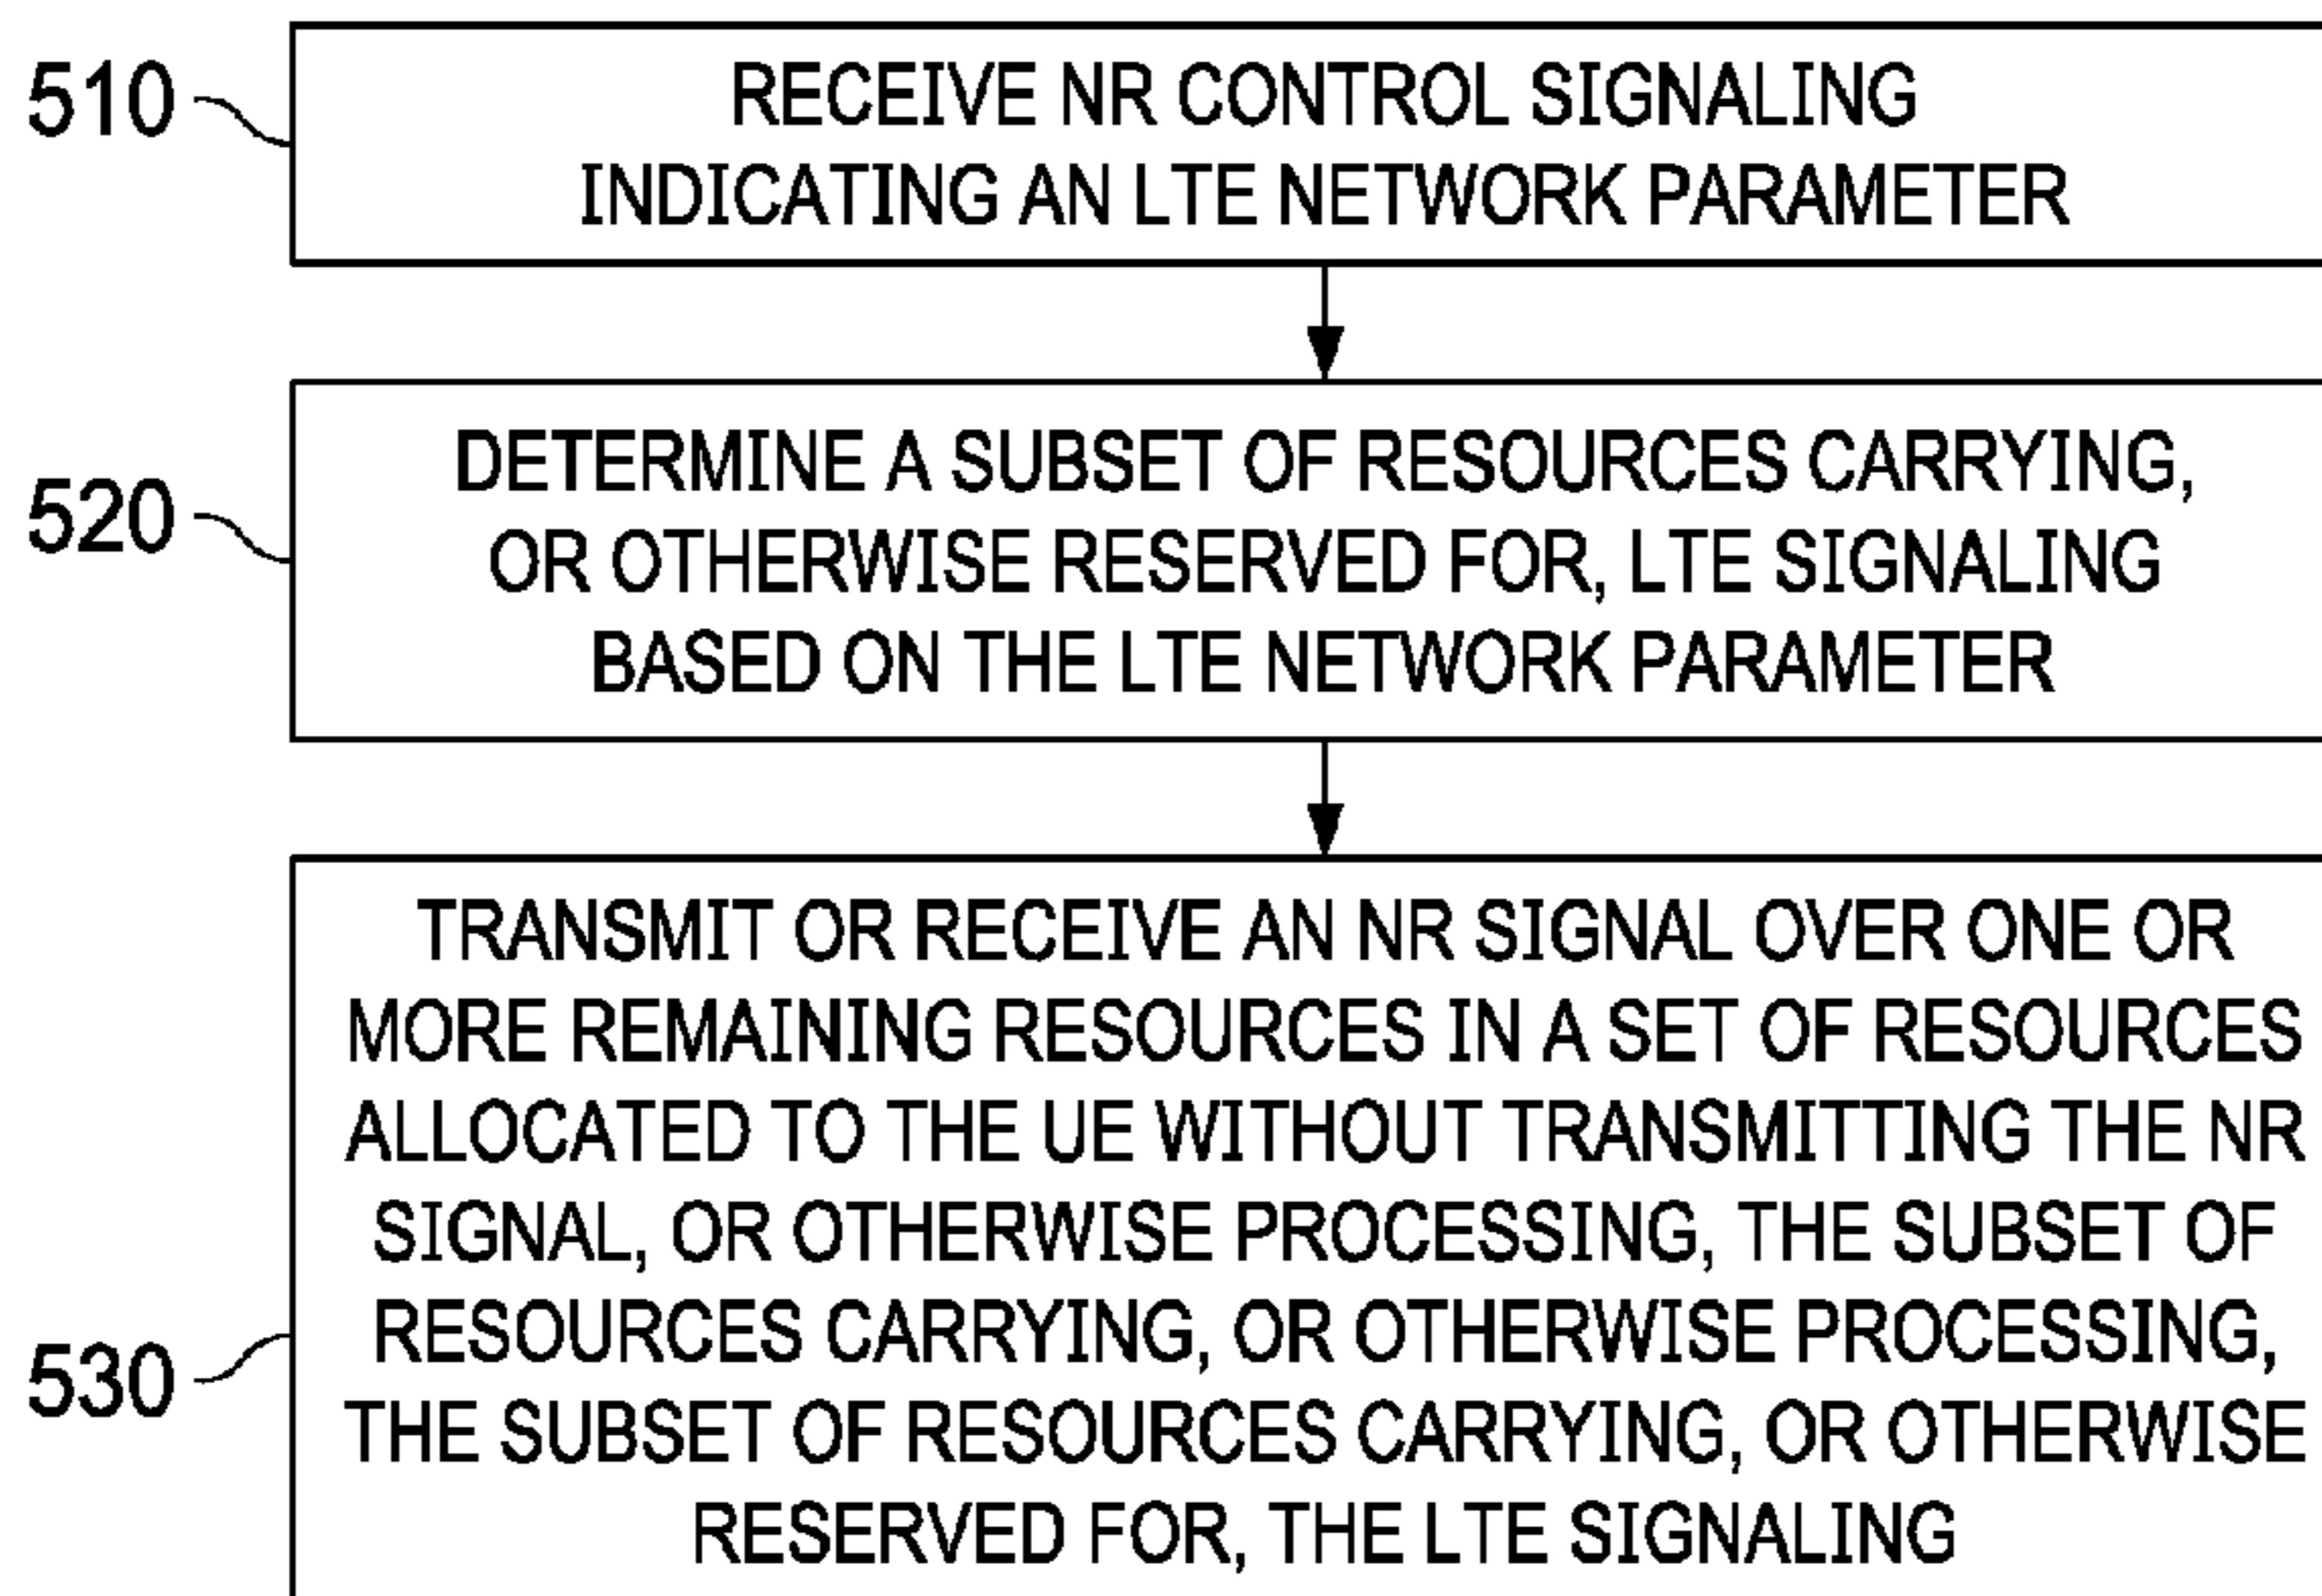 510
RECEIVE NR CONTROL SIGNALING
INDICATING AN LTE NETWORK PARAMETER
520
DETERMINE A SUBSET OF RESOURCES CARRYING,
OR OTHERWISE RESERVED FOR, LTE SIGNALING
BASED ON THE LTE NETWORK PARAMETER
530
TRANSMIT OR RECEIVE AN NR SIGNAL OVER ONE OR
MORE REMAINING RESOURCES IN A SET OF RESOURCES
ALLOCATED TO THE UE WITHOUT TRANSMITTING THE NR
SIGNAL, OR OTHERWISE PROCESSING, THE SUBSET OF
RESOURCES CARRYING, OR OTHERWISE PROCESSING,
THE SUBSET OF RESOURCES CARRYING, OR OTHERWISE
RESERVED FOR, THE LTE SIGNALING